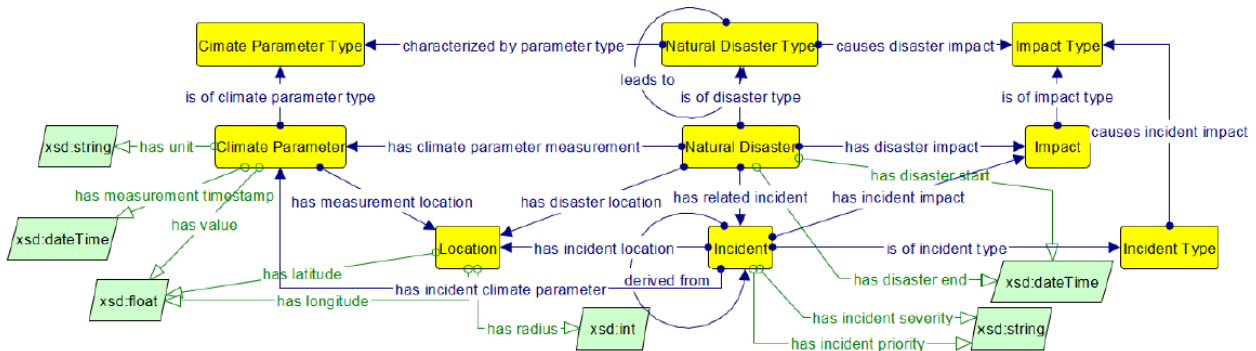 Cimate Parameter Type
characterized by parameter type
Natural Disaster Type
causes disaster impact
Impact Type
leads to
is of climate parameter type
is of disaster type
is of impact type
causes incident impact
xsd:string
has unit
Climate Parameter
has climate parameter measurement
Natural Disaster
has disaster impact
Impact
has disaster start
has measurement timestamp
has measurement location
has disaster location
has related incident
has incident impact
has value
xsd:dateTime
Location
has incident location
Incident
is of incident type
Incident Type
has latitude
has disaster end
xsd:dateTime
xsd:float
has longitude
has incident climate parameter
derived from
has radius
xsd:int
has incident severity
xsd:string
has incident priority